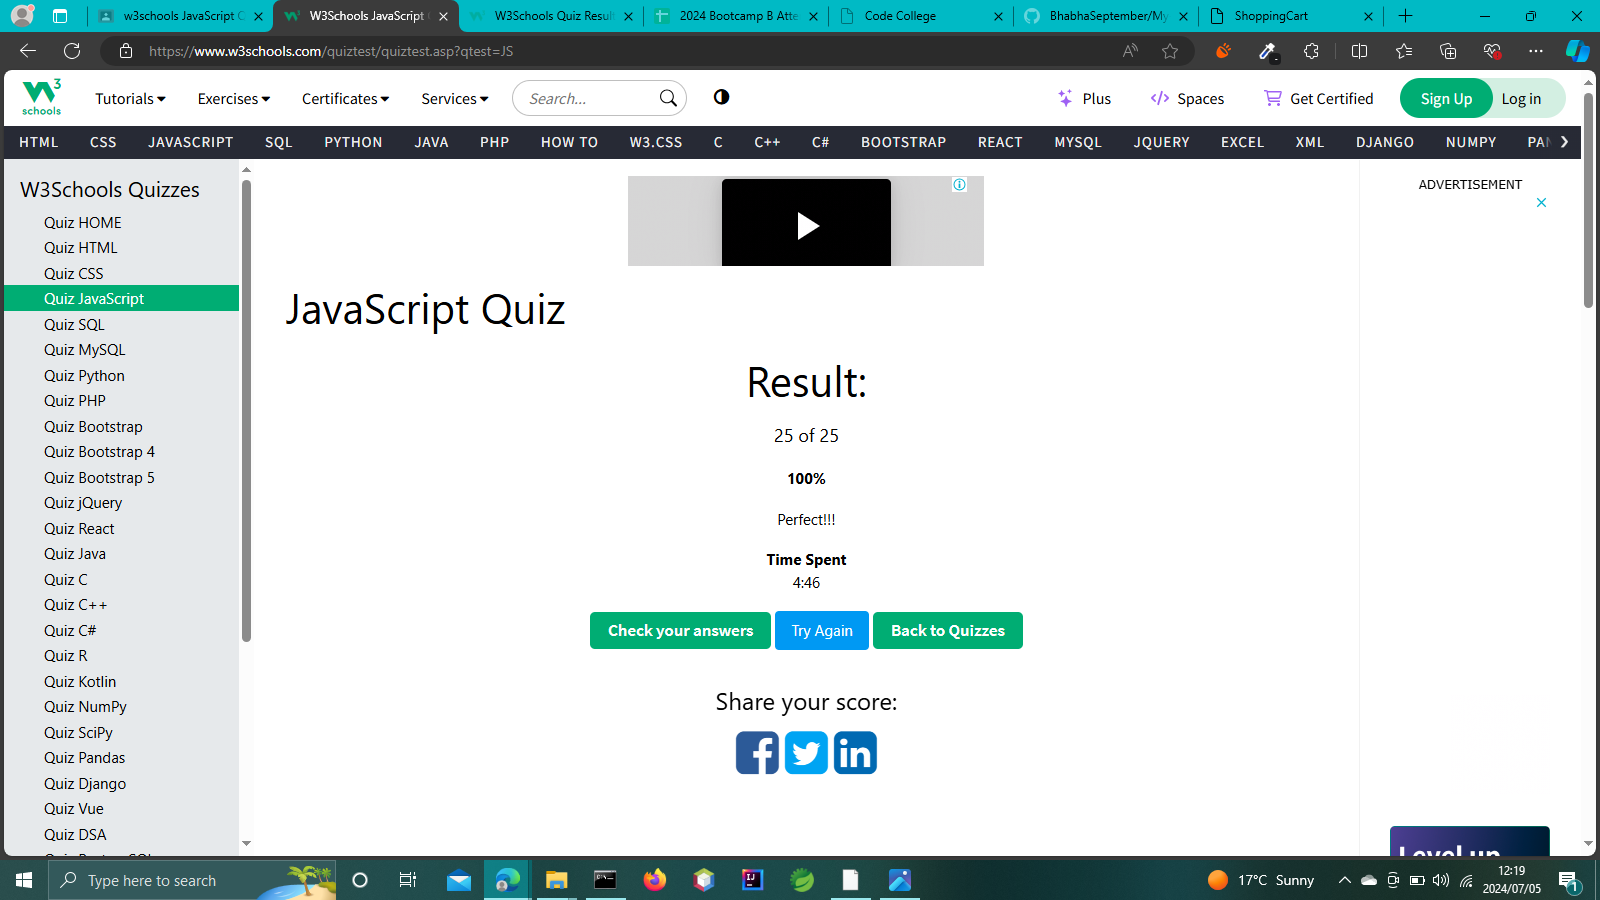 w3schools JavaScript C
W3Schools JavaScript
W3Schools Quiz Result
2024 Bootcamp B Atte
Code College
BhabhaSeptember/My
ShoppingCart
https://www.w3schools.com/quiztest/quiztest.asp?qtest=JS
W3 schools
Tutorials
Exercises
Certificates
Services
Search...
Plus
Spaces
Get Certified
Sign Up
Log in
HTML CSS JAVASCRIPT SQL PYTHON JAVA PHP HOW TO W3.CSS C C++ C# BOOTSTRAP REACT MYSQL JQUERY EXCEL XML DJANGO NUMPY PAN
W3Schools Quizzes
Quiz HOME
Quiz HTML
Quiz CSS
Quiz JavaScript
Quiz SQL
Quiz MySQL
Quiz Python
Quiz PHP
Quiz Bootstrap
Quiz Bootstrap 4
Quiz Bootstrap 5
Quiz jQuery
Quiz React
Quiz Java
Quiz C
Quiz C++
Quiz C#
Quiz R
Quiz Kotlin
Quiz NumPy
Quiz SciPy
Quiz Pandas
Quiz Django
Quiz Vue
Quiz DSA
JavaScript Quiz
Result:
25 of 25
100%
Perfect!!!
Time Spent
4:46
Check your answers
Try Again
Back to Quizzes
Share your score:
ADVERTISEMENT
Level up
Type here to search
17°C Sunny
12:19
2024/07/05
1